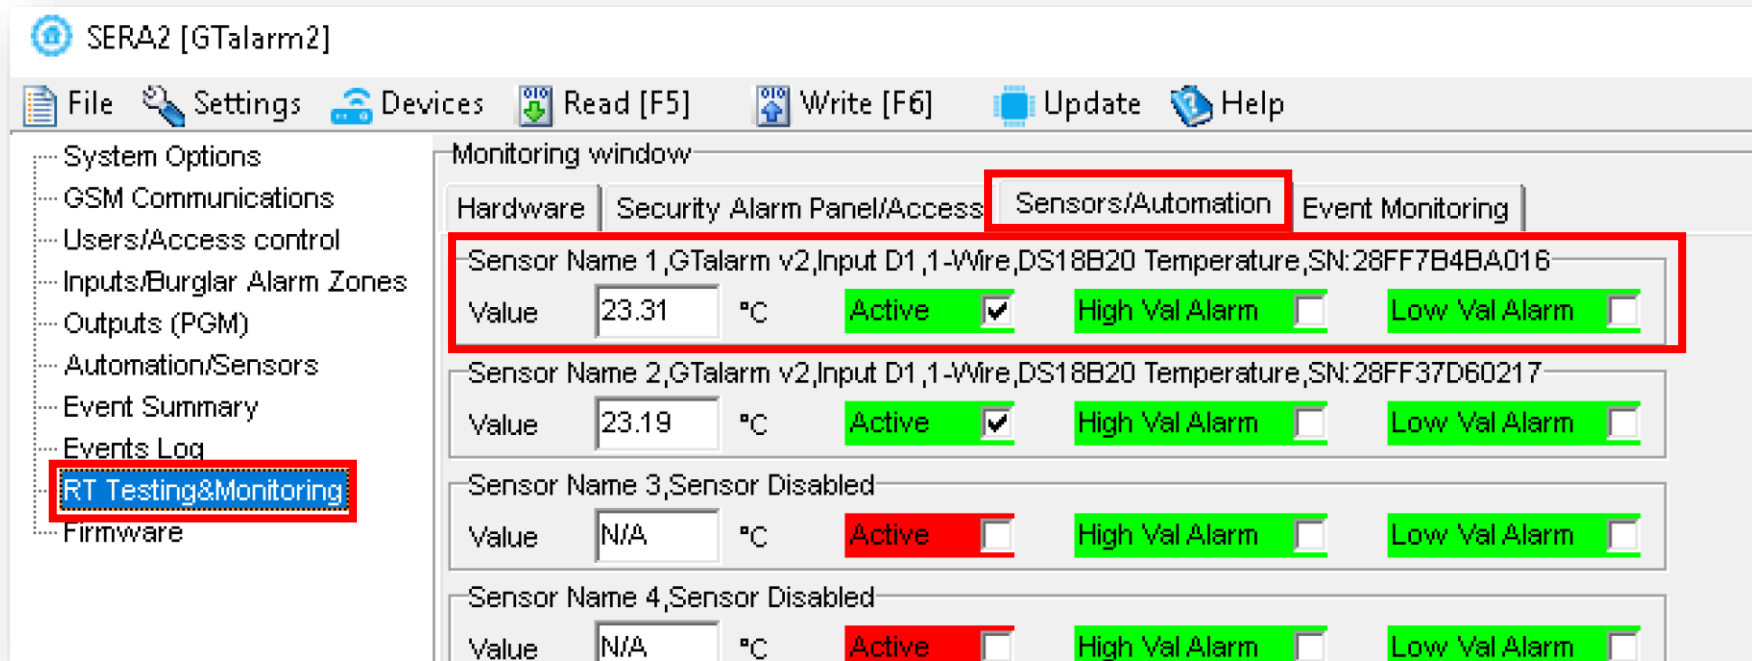 SERA2 [GTalarm2]
File Settings Devices Read [F5] Write [F6] Update Help
System Options
GSM Communications
Users/Access control
Inputs/Burglar Alarm Zones
Outputs (PGM)
Automation/Sensors
Event Summary
Events Log
RT Testing&Monitoring
Firmware
Monitoring window
Hardware Security Alarm Panel/Access Sensors/Automation Event Monitoring
Sensor Name 1,GTalarm v2,Input D1,1-Wire,DS18B20 Temperature,SN:28FF7B4BA016
Value 23.31 °C Active High Val Alarm Low Val Alarm
Sensor Name 2,GTalarm v2,Input D1,1-Wire,DS18B20 Temperature,SN:28FF37D60217
Value 23.19 °C Active High Val Alarm Low Val Alarm
Sensor Name 3,Sensor Disabled
Value N/A °C Active High Val Alarm Low Val Alarm
Sensor Name 4,Sensor Disabled
Value N/A °C Active High Val Alarm Low Val Alarm